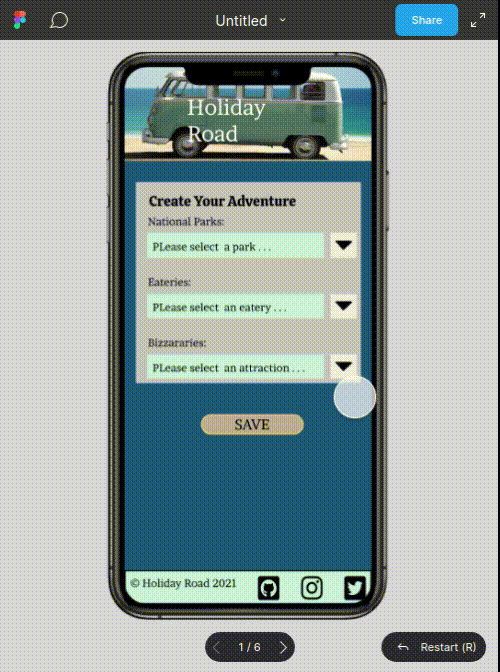 Untitled
Share
Holiday
Road
Create Your Adventure
National Parks:
PLease select a park . . .
Eateries:
PLease select an eatery . . .
Bizzararies:
PLease select an attraction . . .
SAVE
© Holiday Road 2021
1 / 6
Restart (R)